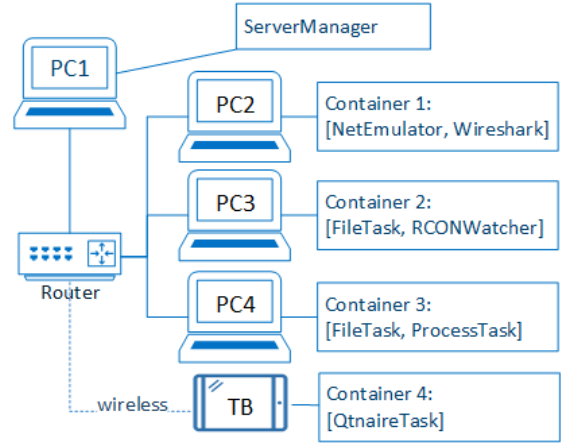 ServerManager
PC1
PC2
Container 1:
[NetEmulator, Wireshark]
PC3
Container 2:
[FileTask, RCONWatcher]
Router
PC4
Container 3:
[FileTask, ProcessTask]
wireless
TB
Container 4:
[QtnaireTask]